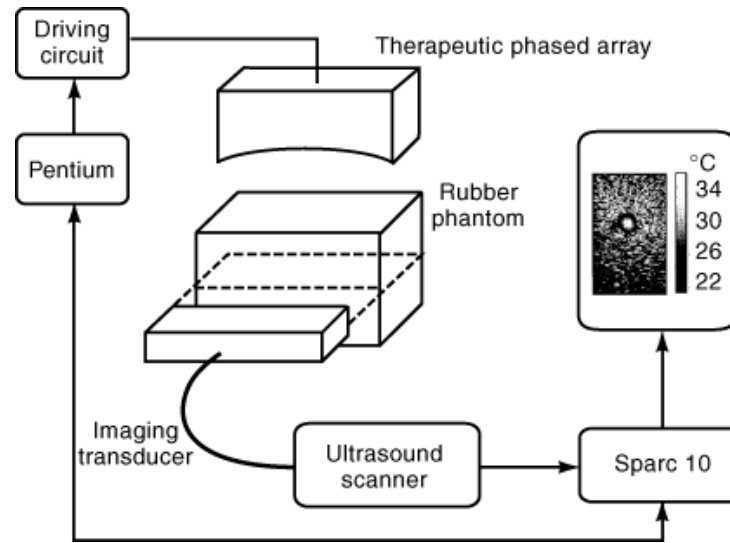 Driving
circuit
Therapeutic phased array
Pentium
Rubber
phantom
°C
34
30
26
22
Imaging
transducer
Ultrasound
scanner
Sparc 10